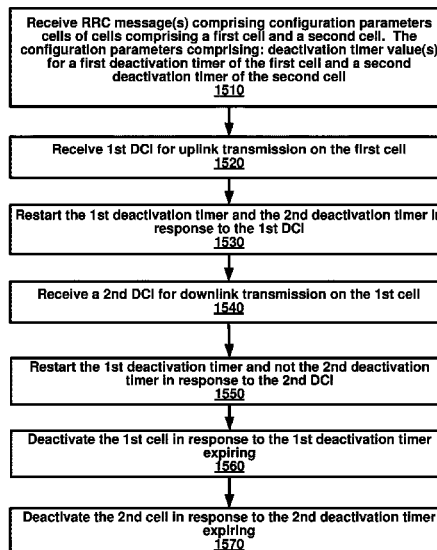 Receive RRC message(s) comprising configuration parameters
cells of cells comprising a first cell and a second cell. The
configuration parameters comprising: deactivation timer value(s)
for a first deactivation timer of the first cell and a second
deactivation timer of the second cell
1510
Receive 1st DCI for uplink transmission on the first cell
1520
Restart the 1st deactivation timer and the 2nd deactivation timer in
response to the 1st DCI
1530
Receive a 2nd DCI for downlink transmission on the 1st cell
1540
Restart the 1st deactivation timer and not the 2nd deactivation
timer in response to the 2nd DCI
1550
Deactivate the 1st cell in response to the 1st deactivation timer
expiring
1560
Deactivate the 2nd cell in response to the 2nd deactivation timer
expiring
1570